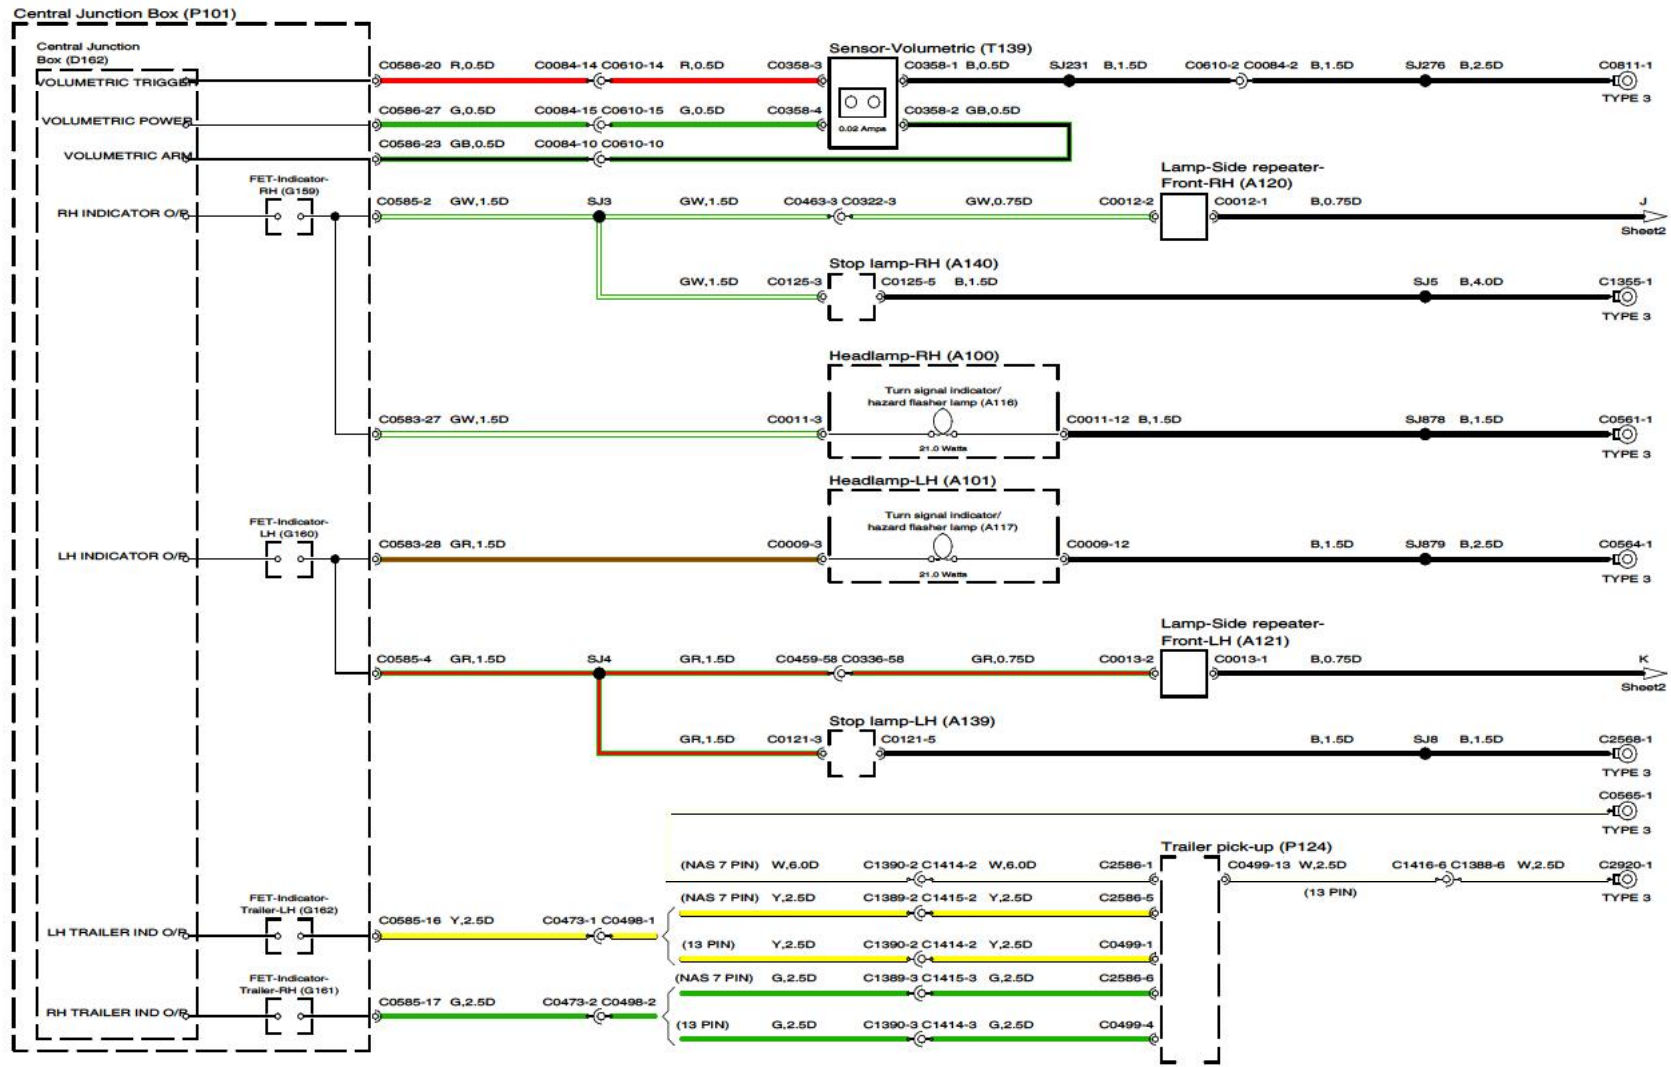 Central Junction Box (P101)
Central Junction
Box (D162)
VOLUMETRIC TRIGGER
C0586-20 R,0.5D
C0084-14 C0610-14
R,0.5D
C0358-3
Sensor-Volumetric (T139)
0.02 Amps
C0358-1 B,0.5D
SJ231
B,1.5D
C0610-2 C0084-2 B,1.5D
SJ276
B,2.5D
C0811-1
TYPE 3
VOLUMETRIC POWER
C0586-27 G,0.5D
C0084-15 C0610-15
G,0.5D
C0358-4
C0358-2 GB,0.5D
VOLUMETRIC ARM
C0586-23 GB,0.5D
C0084-10 C0610-10
FET-Indicator-
RH (G159)
RH INDICATOR O/P
C0585-2
GW,1.5D
SJ3
GW,1.5D
C0463-3 C0322-3
GW,0.75D
C0012-2
Lamp-Side repeater-
Front-RH (A120)
C0012-1
B,0.75D
J
Sheet2
Stop lamp-RH (A140)
GW,1.5D
C0125-3
C0125-5
B,1.5D
SJ5
B,4.0D
C1355-1
TYPE 3
Headlamp-RH (A100)
Turn signal indicator/
hazard flasher lamp (A116)
21.0 Watts
C0583-27 GW,1.5D
C0011-3
C0011-12 B,1.5D
SJ878
B,1.5D
C0561-1
TYPE 3
Headlamp-LH (A101)
Turn signal indicator/
hazard flasher lamp (A117)
21.0 Watts
FET-Indicator-
LH (G160)
LH INDICATOR O/P
C0583-28 GR,1.5D
C0009-3
C0009-12
B,1.5D
SJ879
B,2.5D
C0564-1
TYPE 3
Lamp-Side repeater-
Front-LH (A121)
C0585-4
GR,1.5D
SJ4
GR,1.5D
C0459-58 C0336-58
GR,0.75D
C0013-2
C0013-1
B,0.75D
K
Sheet2
Stop lamp-LH (A139)
GR,1.5D
C0121-3
C0121-5
B,1.5D
SJ8
B,1.5D
C2568-1
TYPE 3
C0565-1
TYPE 3
Trailer pick-up (P124)
(NAS 7 PIN)
W,6.0D
C1390-2 C1414-2
W,6.0D
C2586-1
C0499-13 W,2.5D
(13 PIN)
C1416-6 C1388-6
W,2.5D
C2920-1
TYPE 3
(NAS 7 PIN)
Y,2.5D
C1389-2 C1415-2
Y,2.5D
C2586-5
FET-Indicator-
Trailer-LH (G162)
LH TRAILER IND O/P
C0585-16 Y,2.5D
C0473-1 C0498-1
(13 PIN)
Y,2.5D
C1390-2 C1414-2
Y,2.5D
C0499-1
(NAS 7 PIN)
G,2.5D
C1389-3 C1415-3
G,2.5D
C2586-6
FET-Indicator-
Trailer-RH (G161)
RH TRAILER IND O/P
C0585-17 G,2.5D
C0473-2 C0498-2
(13 PIN)
G,2.5D
C1390-3 C1414-3
G,2.5D
C0499-4